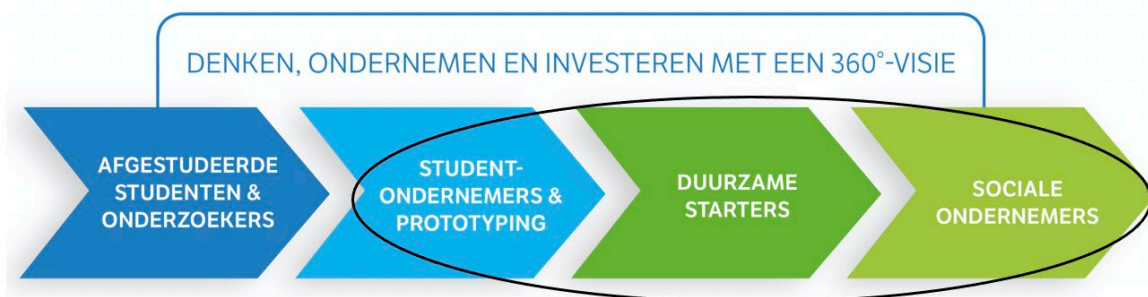 DENKEN, ONDERNEMEN EN INVESTEREN MET EEN 360°-VISIE
AFGESTUDEERDE
STUDENTEN &
ONDERZOEKERS
STUDENT-
ONDERNEMERS &
PROTOTYPING
DUURZAME
STARTERS
SOCIALE
ONDERNEMERS